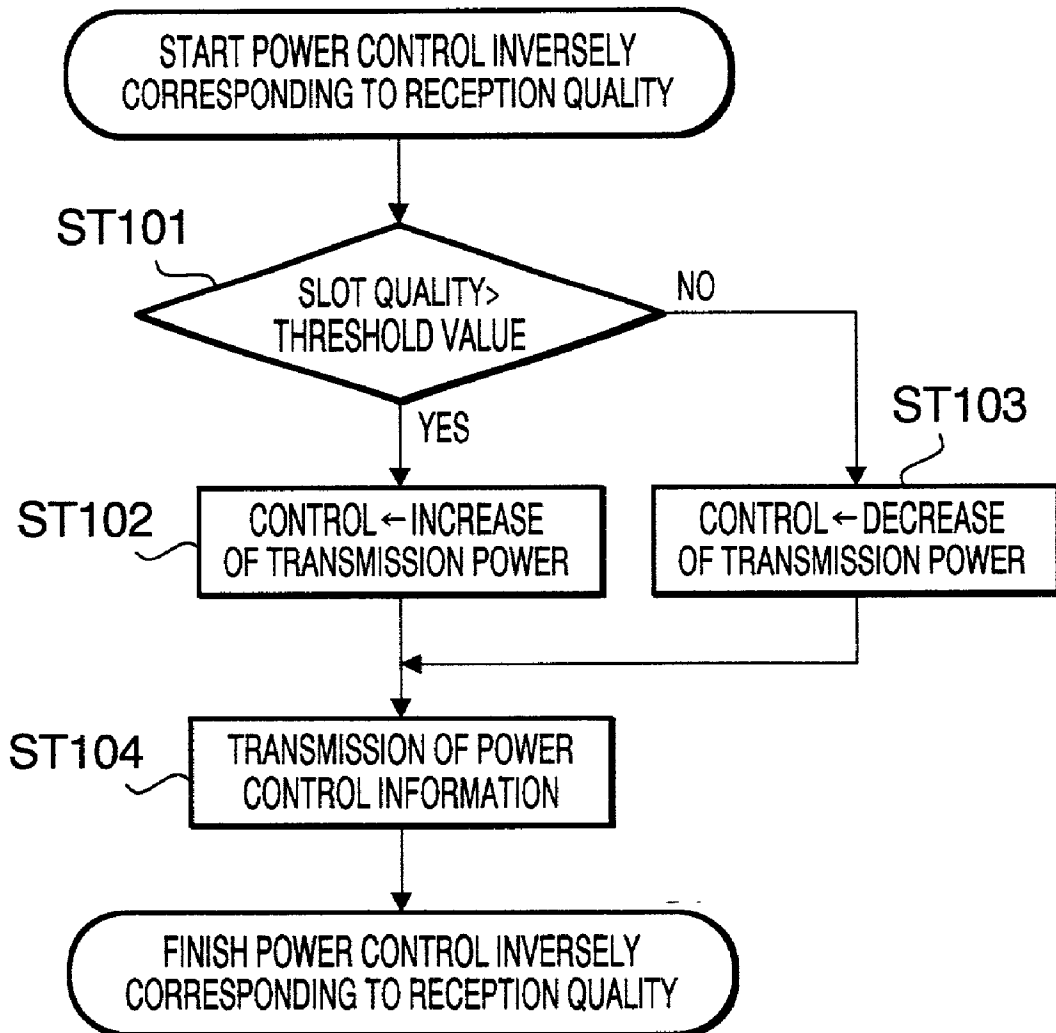 START POWER CONTROL INVERSELY
CORRESPONDING TO RECEPTION QUALITY
ST101
SLOT QUALITY>
THRESHOLD VALUE
NO
YES
ST103
ST102
CONTROL←INCREASE
OF TRANSMISSION POWER
CONTROL←DECREASE
OF TRANSMISSION POWER
ST104
TRANSMISSION OF POWER
CONTROL INFORMATION
FINISH POWER CONTROL INVERSELY
CORRESPONDING TO RECEPTION QUALITY